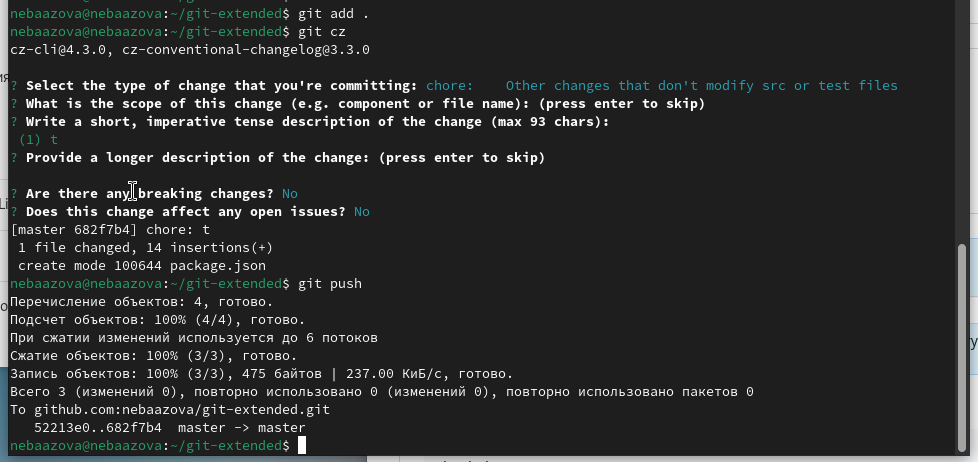 nebaazova@nebaazova:~/git-extended$ git add .
nebaazova@nebaazova:~/git-extended$ git cz
cz-cli@4.3.0, cz-conventional-changelog@3.3.0
? Select the type of change that you're committing: chore:    Other changes that don't modify src or test files
? What is the scope of this change (e.g. component or file name): (press enter to skip)
? Write a short, imperative tense description of the change (max 93 chars):
 (1) t
? Provide a longer description of the change: (press enter to skip)
? Are there any breaking changes? No
? Does this change affect any open issues? No
[master 682f7b4] chore: t
 1 file changed, 14 insertions(+)
 create mode 100644 package.json
nebaazova@nebaazova:~/git-extended$ git push
Перечисление объектов: 4, готово.
Подсчет объектов: 100% (4/4), готово.
При сжатии изменений используется до 6 потоков
Сжатие объектов: 100% (3/3), готово.
Запись объектов: 100% (3/3), 475 байтов | 237.00 КиБ/с, готово.
Всего 3 (изменений 0), повторно использовано 0 (изменений 0), повторно использовано пакетов 0
To github.com:nebaazova/git-extended.git
   52213e0..682f7b4  master -> master
nebaazova@nebaazova:~/git-extended$